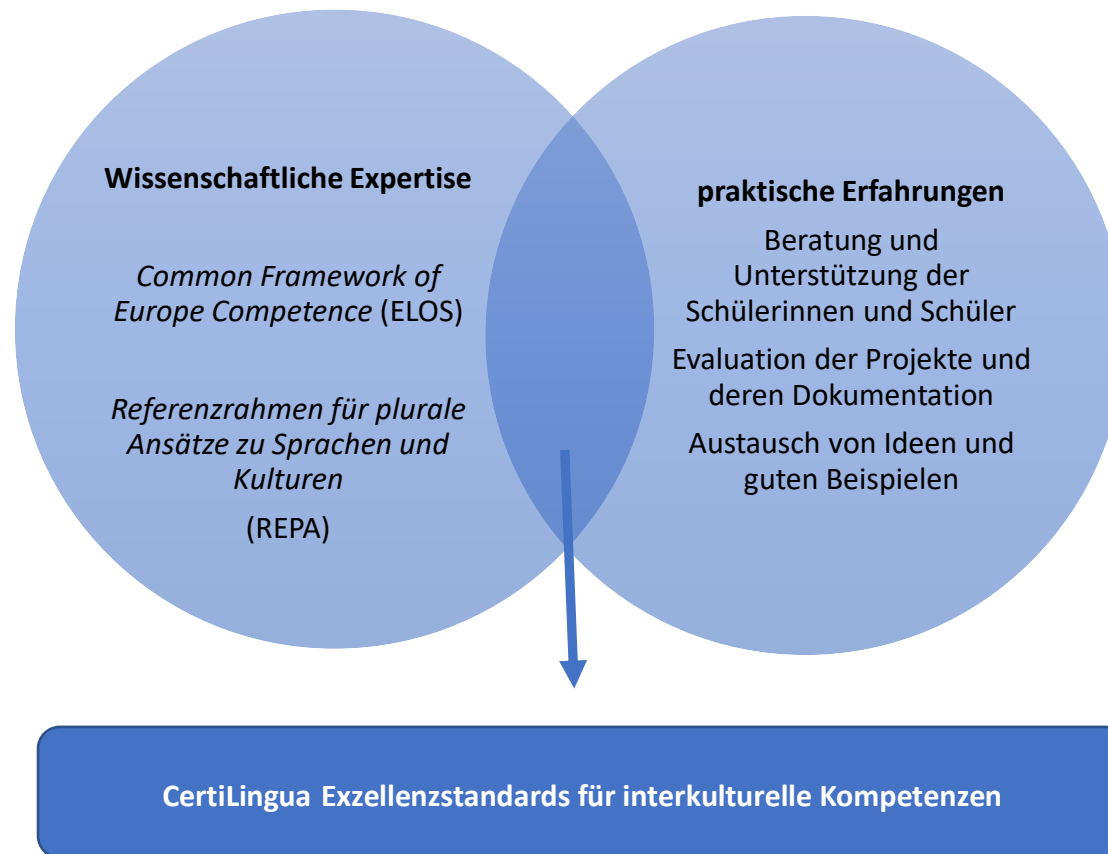 Wissenschaftliche Expertise
Common Framework of
Europe Competence (ELOS)
Referenzrahmen für plurale
Ansätze zu Sprachen und
Kulturen
(REPA)
praktische Erfahrungen
Beratung und
Unterstützung der
Schülerinnen und Schüler
Evaluation der Projekte und
deren Dokumentation
Austausch von Ideen und
guten Beispielen
CertiLingua Exzellenzstandards für interkulturelle Kompetenzen